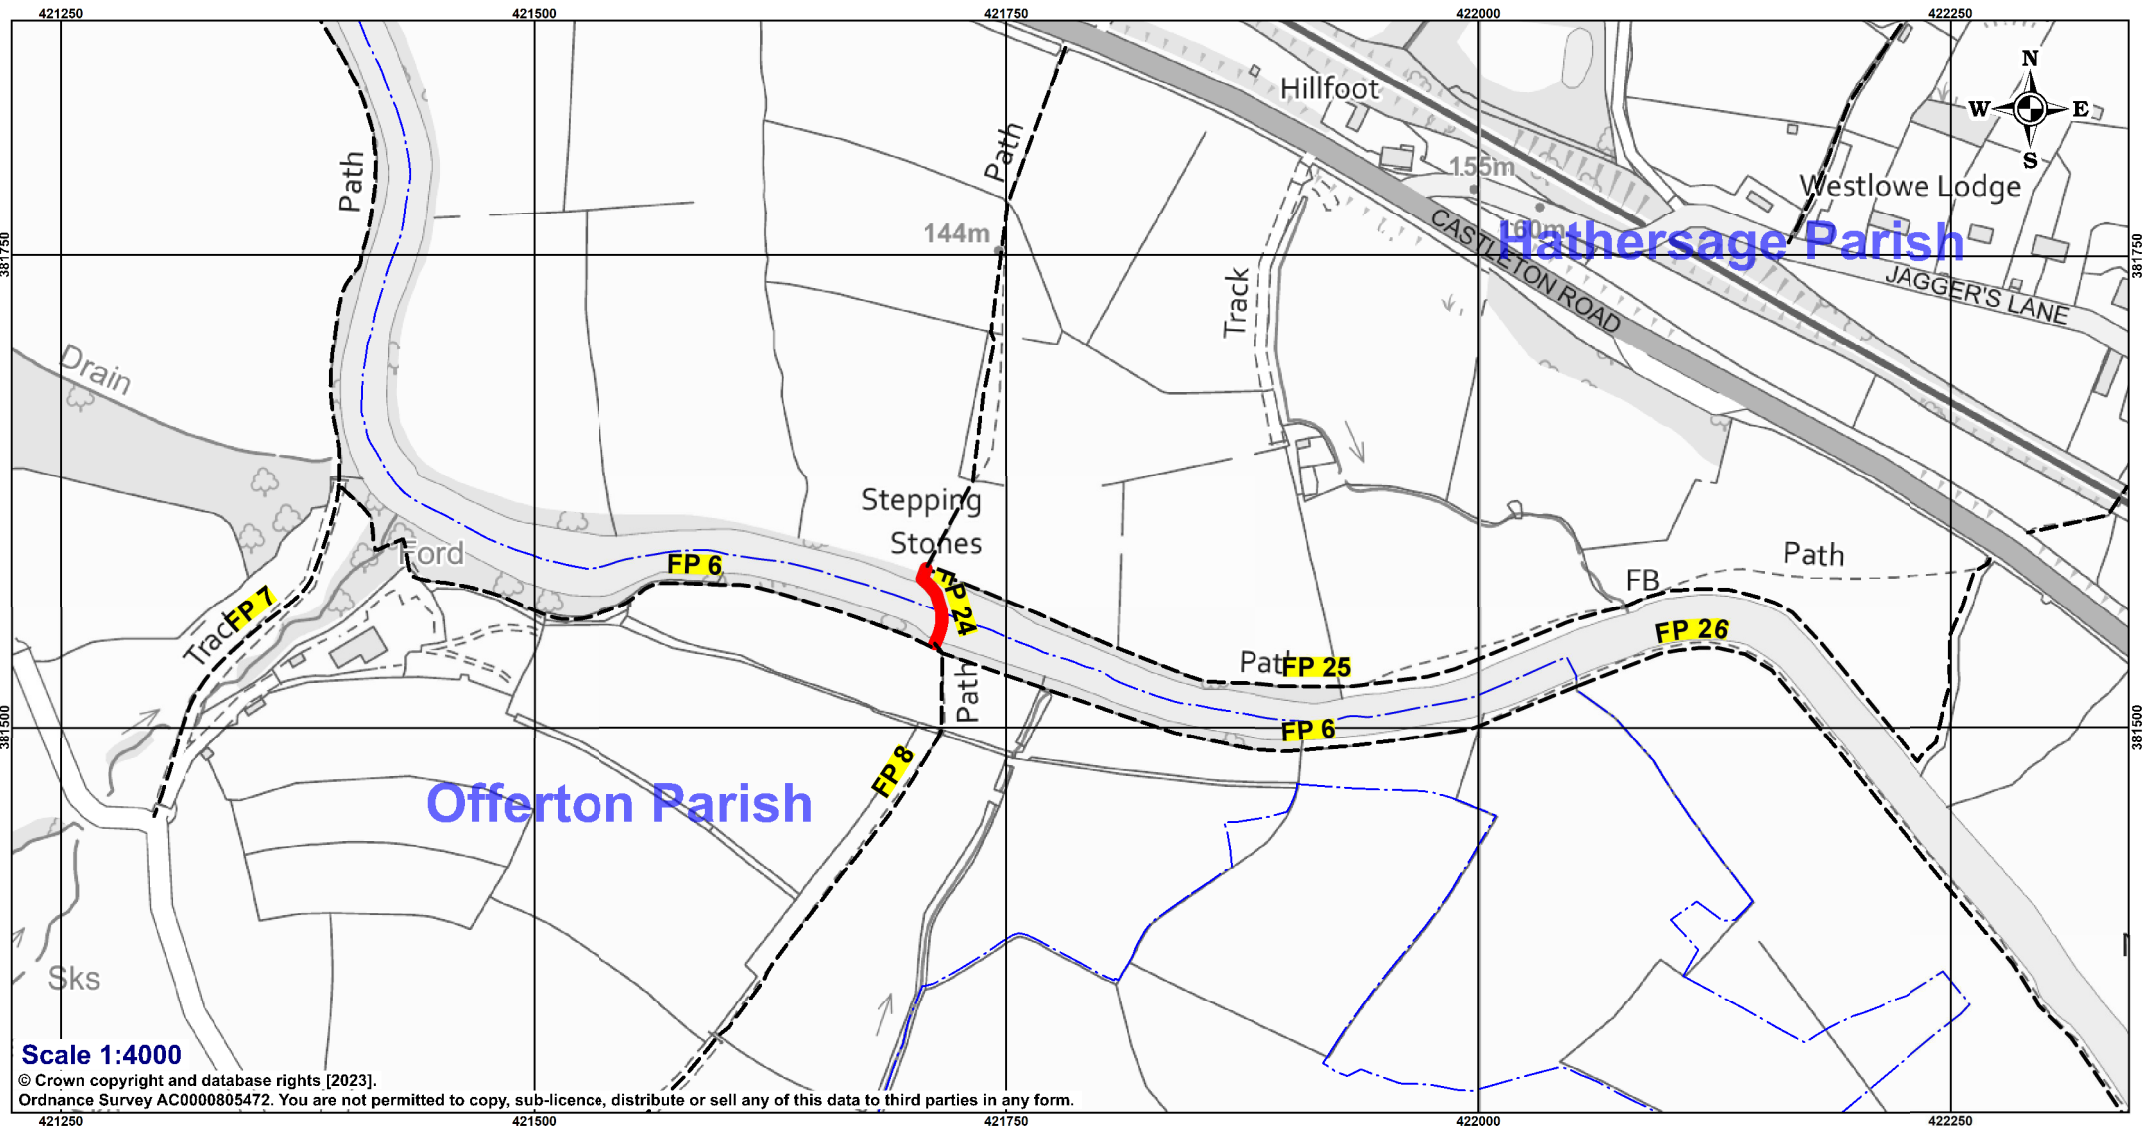 421250
421500
421750
422000
422250
N
W E
S
Hillfoot
155m
Path
Path
Westlowe Lodge
144m
160m
Hathersage Parish
CASTLETON ROAD
JAGGER'S LANE
381750
381750
Track
Drain
Stepping
Stones
Ford
FP 6
FP 24
FP 7
Track
Path
FB
FP 26
Path
FP 25
Path
FP 6
381500
381500
FP 8
Offerton Parish
Sks
Scale 1:4000
© Crown copyright and database rights [2023].
Ordnance Survey AC0000805472. You are not permitted to copy, sub-licence, distribute or sell any of this data to third parties in any form.
421250
421500
421750
422000
422250